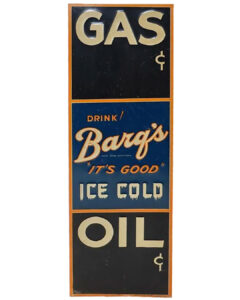 GAS
¢
DRINK!
Barq's
"IT'S GOOD"
ICE COLD
OIL
¢